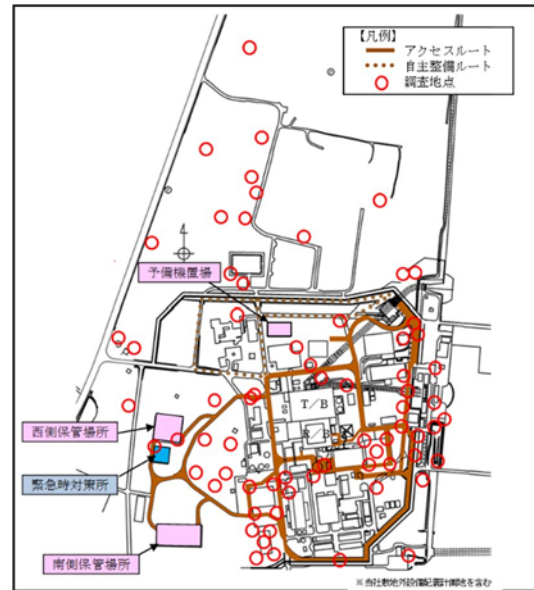 【凡例】
アクセスルート
自主整備ルート
調査地点
予備機置場
T/B
西側保管場所
緊急時対策所
南側保管場所
※当社敷地外設備配置計画地を含む